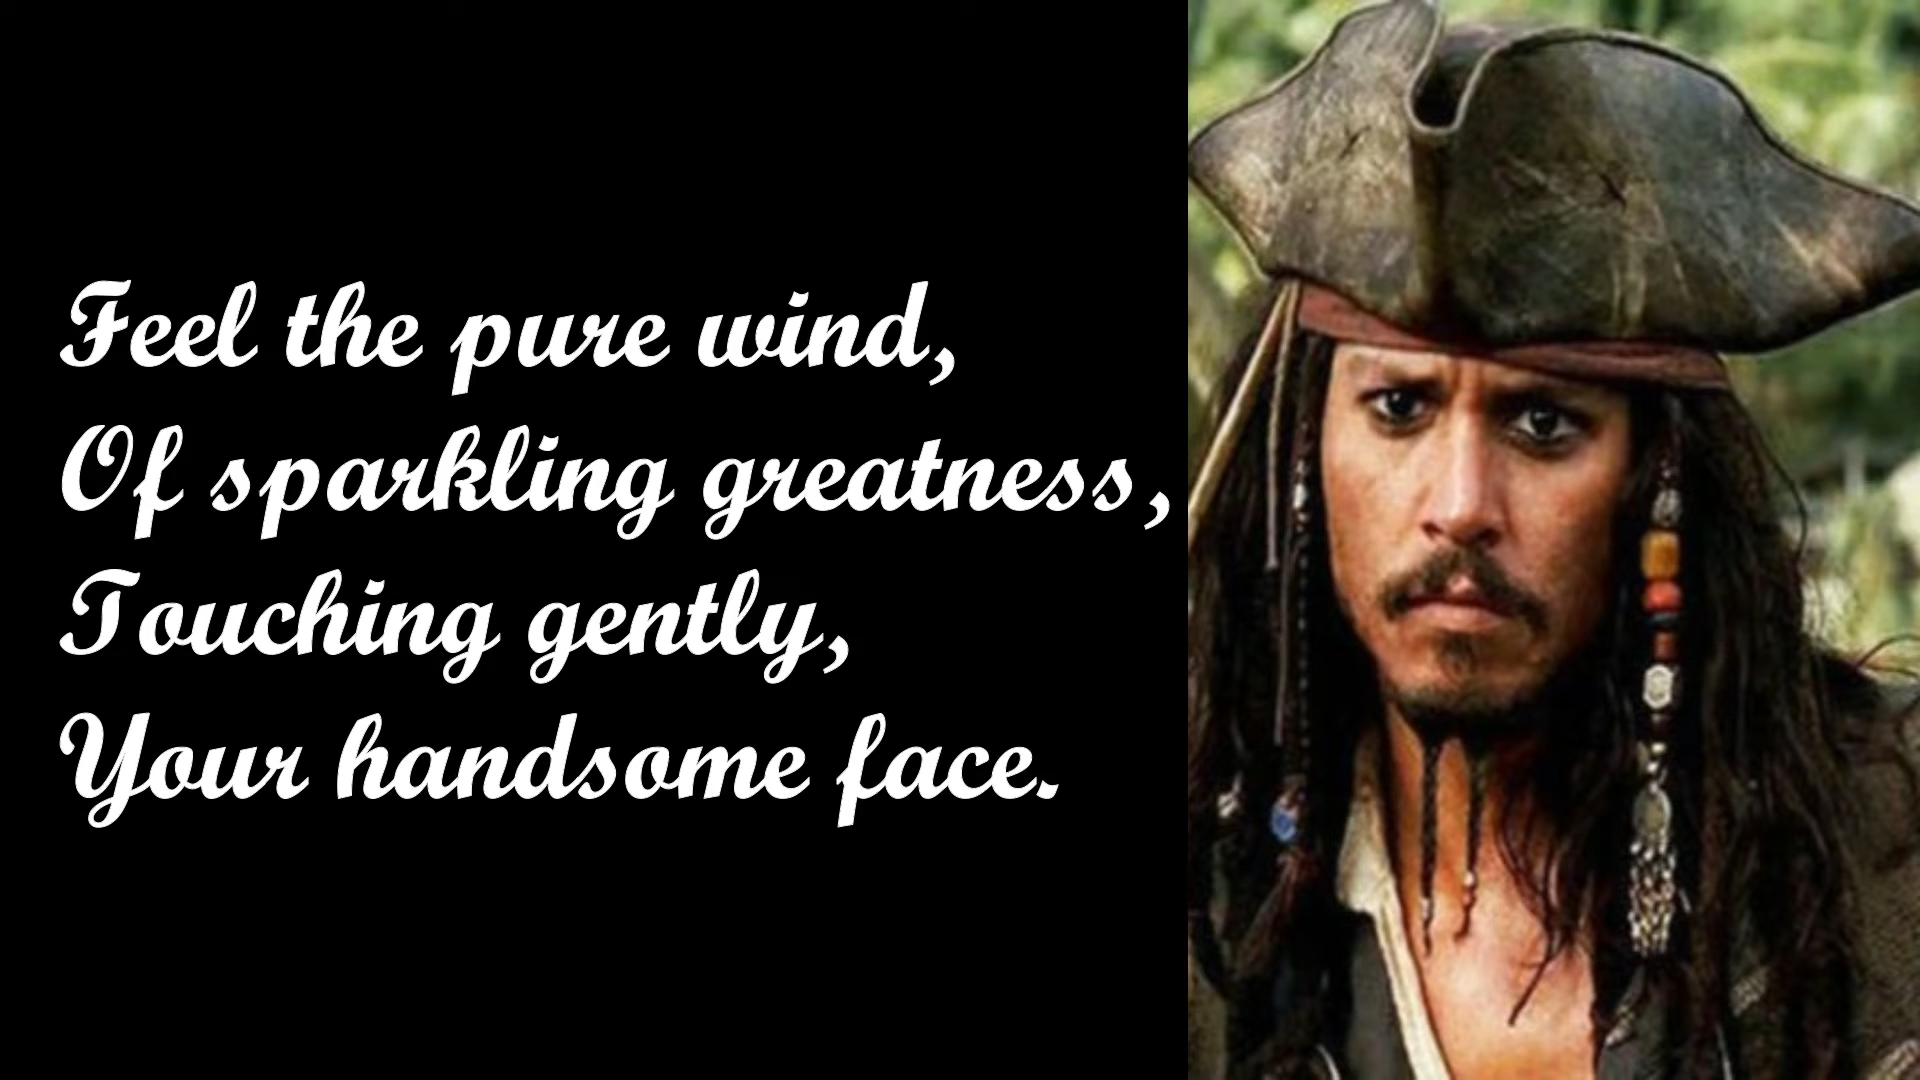 Feel the pure wind,
Of sparkling greatness,
Touching gently,
Your handsome face.